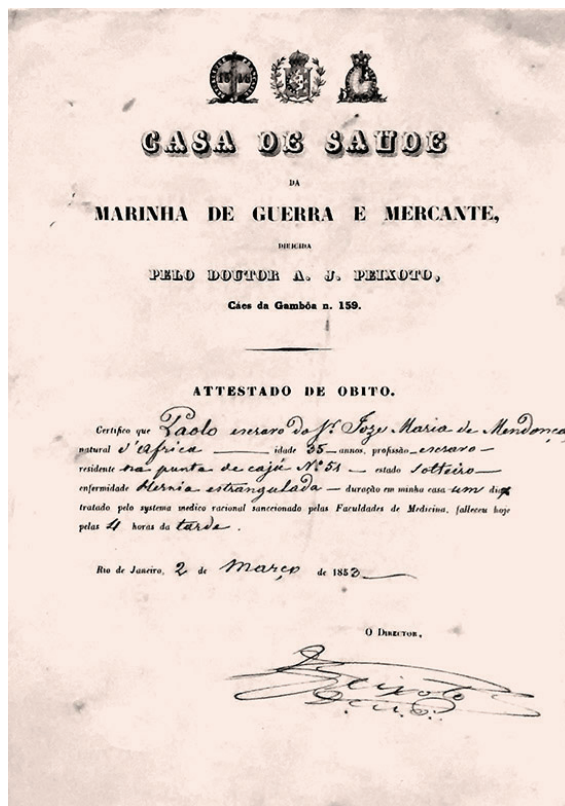 CASA DE SAUDE
DA
MARINHA DE GUERRA E MERCANTE,
DIRIGIDA
PELO DOUTOR A. J. PEIXOTO,
Cáes da Gambôa n. 159.
ATTESTADO DE OBITO.
Certifico que Paolo escravo do Sr. Joze Maria de Mendonca
natural d'Africa — idade 35 — annos, profissão — escravo —
residente na punta de cajú Nº 51 — estado solteiro —
enfermidade Hernia estrangulada — duração em minha casa um dia
tratado pelo systema medico racional sanccionado pelas Faculdades de Medicina, falleceu hoje
pelas 4 horas da tarde.
Rio de Janeiro, 2 de Março de 1853 —
O DIRECTOR,
Peixoto